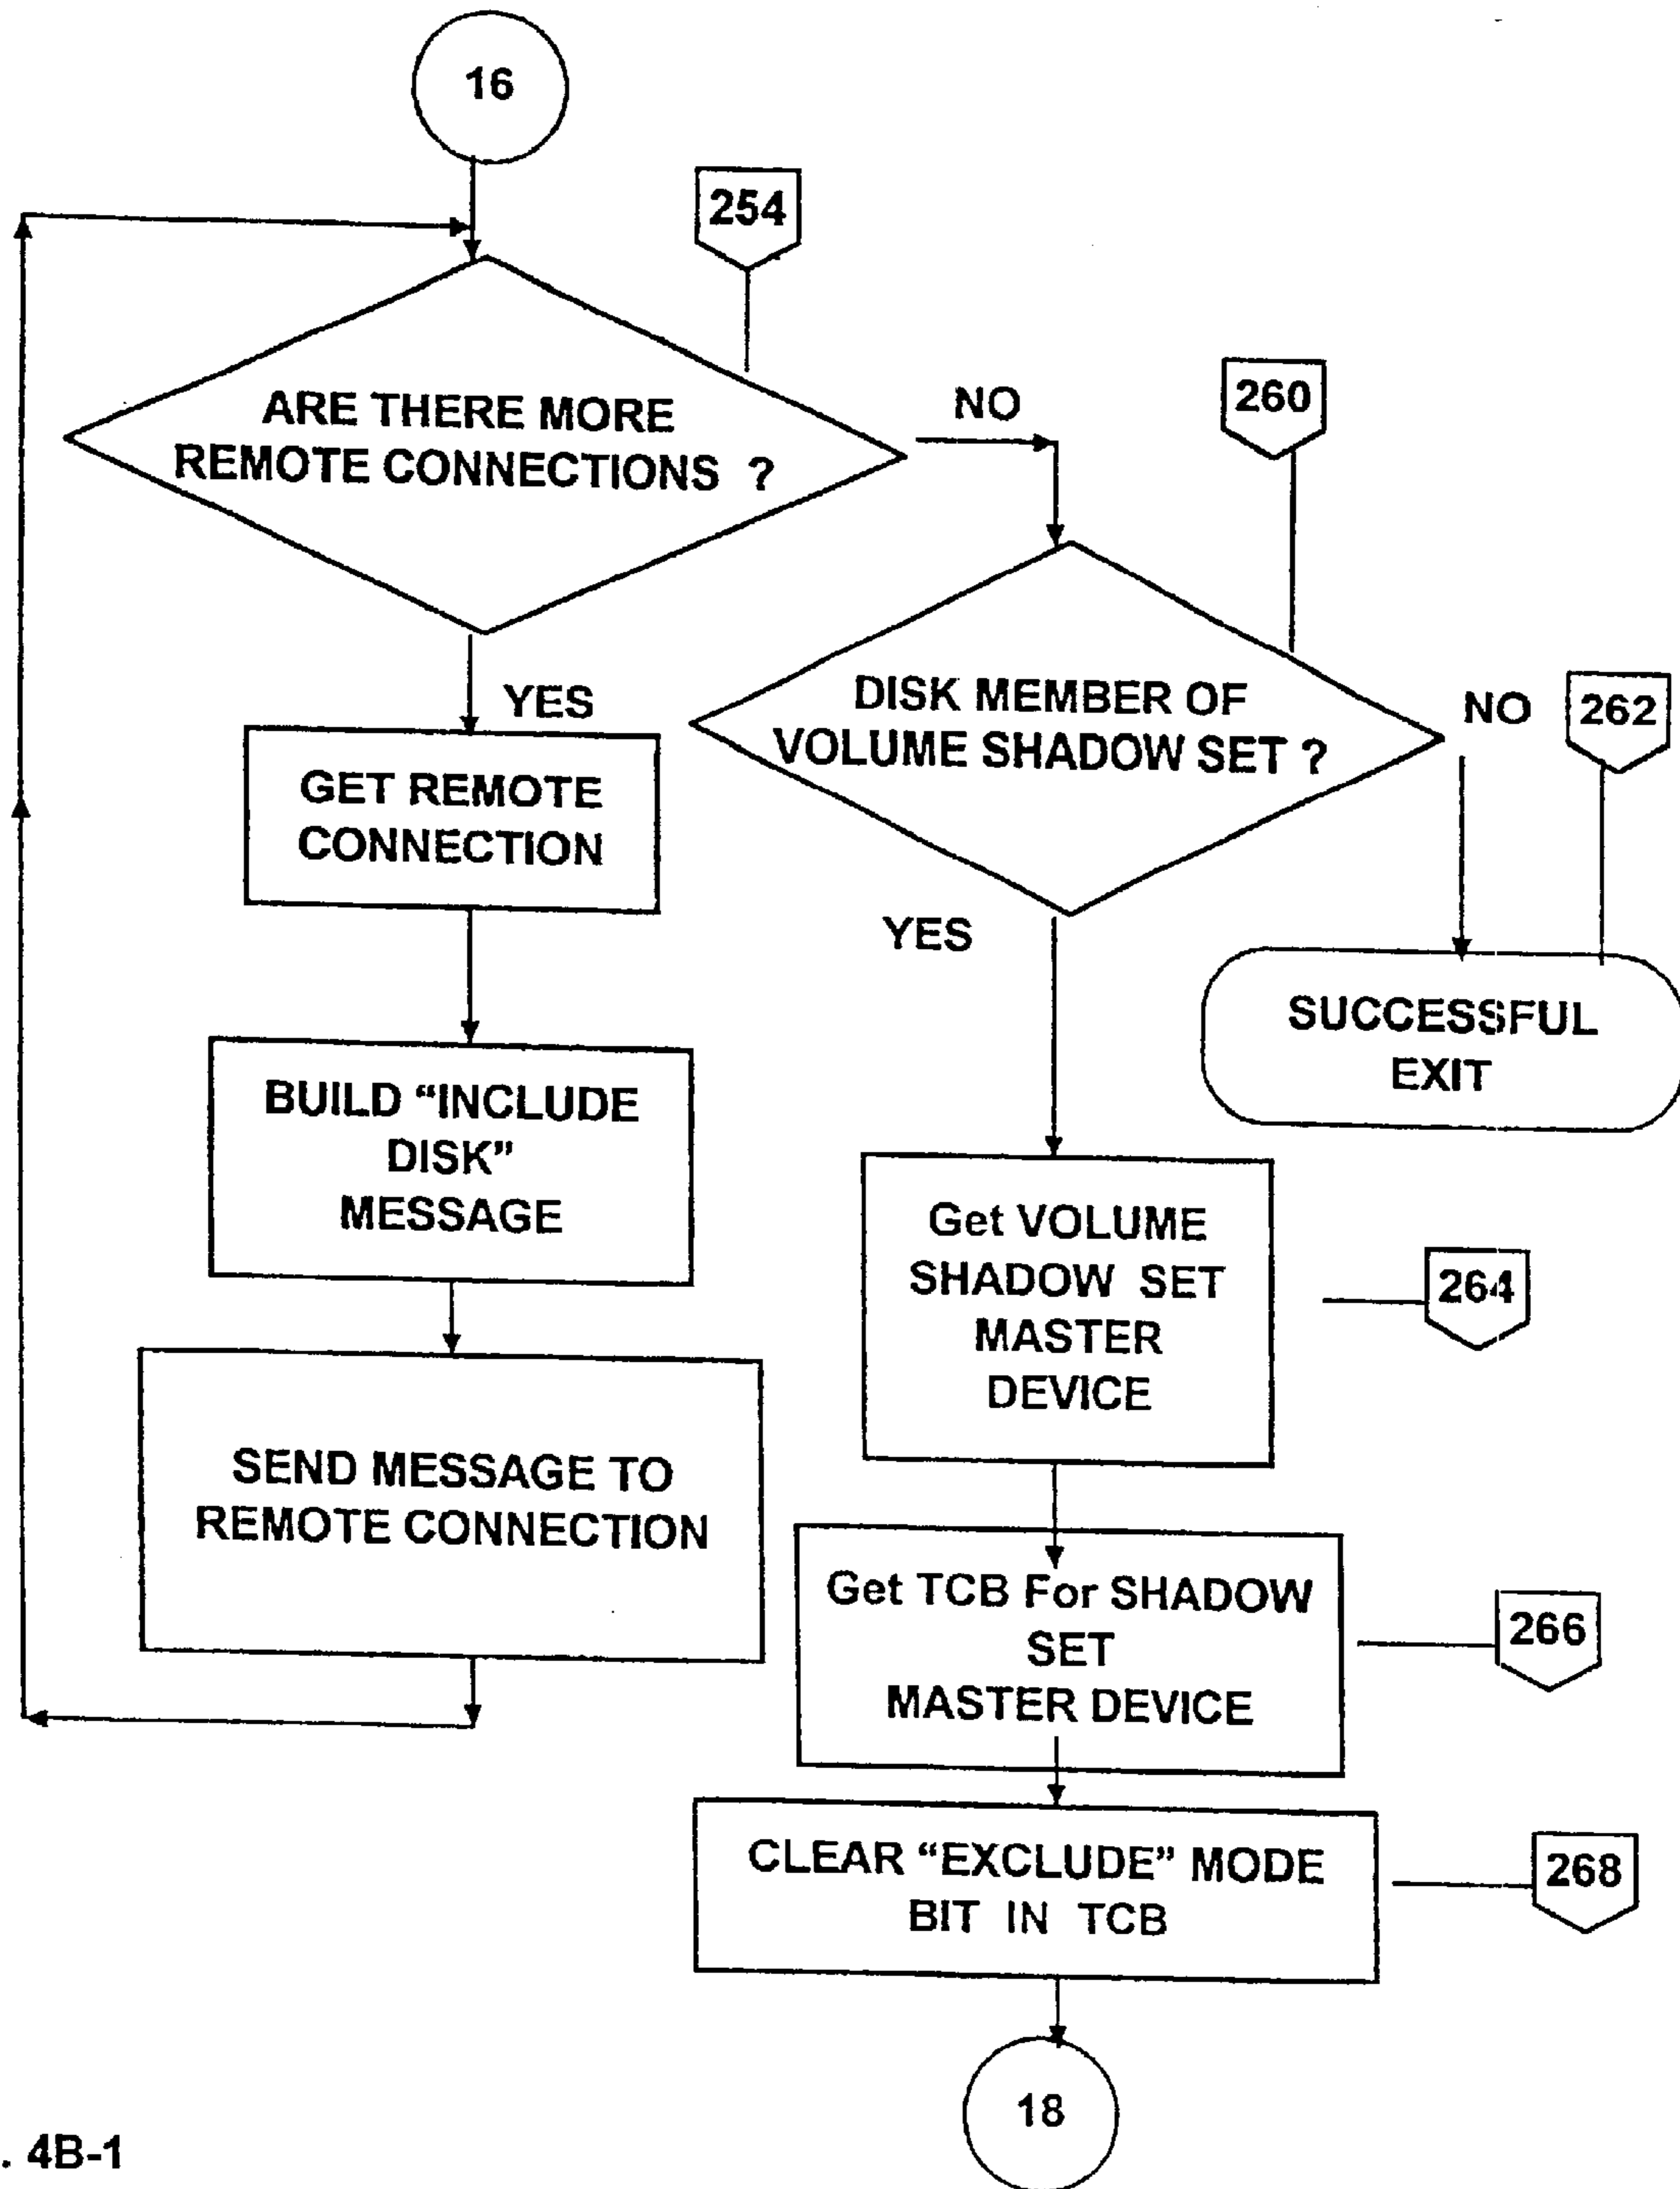 16
254
ARE THERE MORE
REMOTE CONNECTIONS ?
NO
260
YES
DISK MEMBER OF
VOLUME SHADOW SET ?
NO
262
GET REMOTE
CONNECTION
YES
SUCCESSFUL
EXIT
BUILD “INCLUDE
DISK”
MESSAGE
Get VOLUME
SHADOW SET
MASTER
DEVICE
264
SEND MESSAGE TO
REMOTE CONNECTION
Get TCB For SHADOW
SET
MASTER DEVICE
266
CLEAR “EXCLUDE” MODE
BIT IN TCB
268
18
. 4B-1